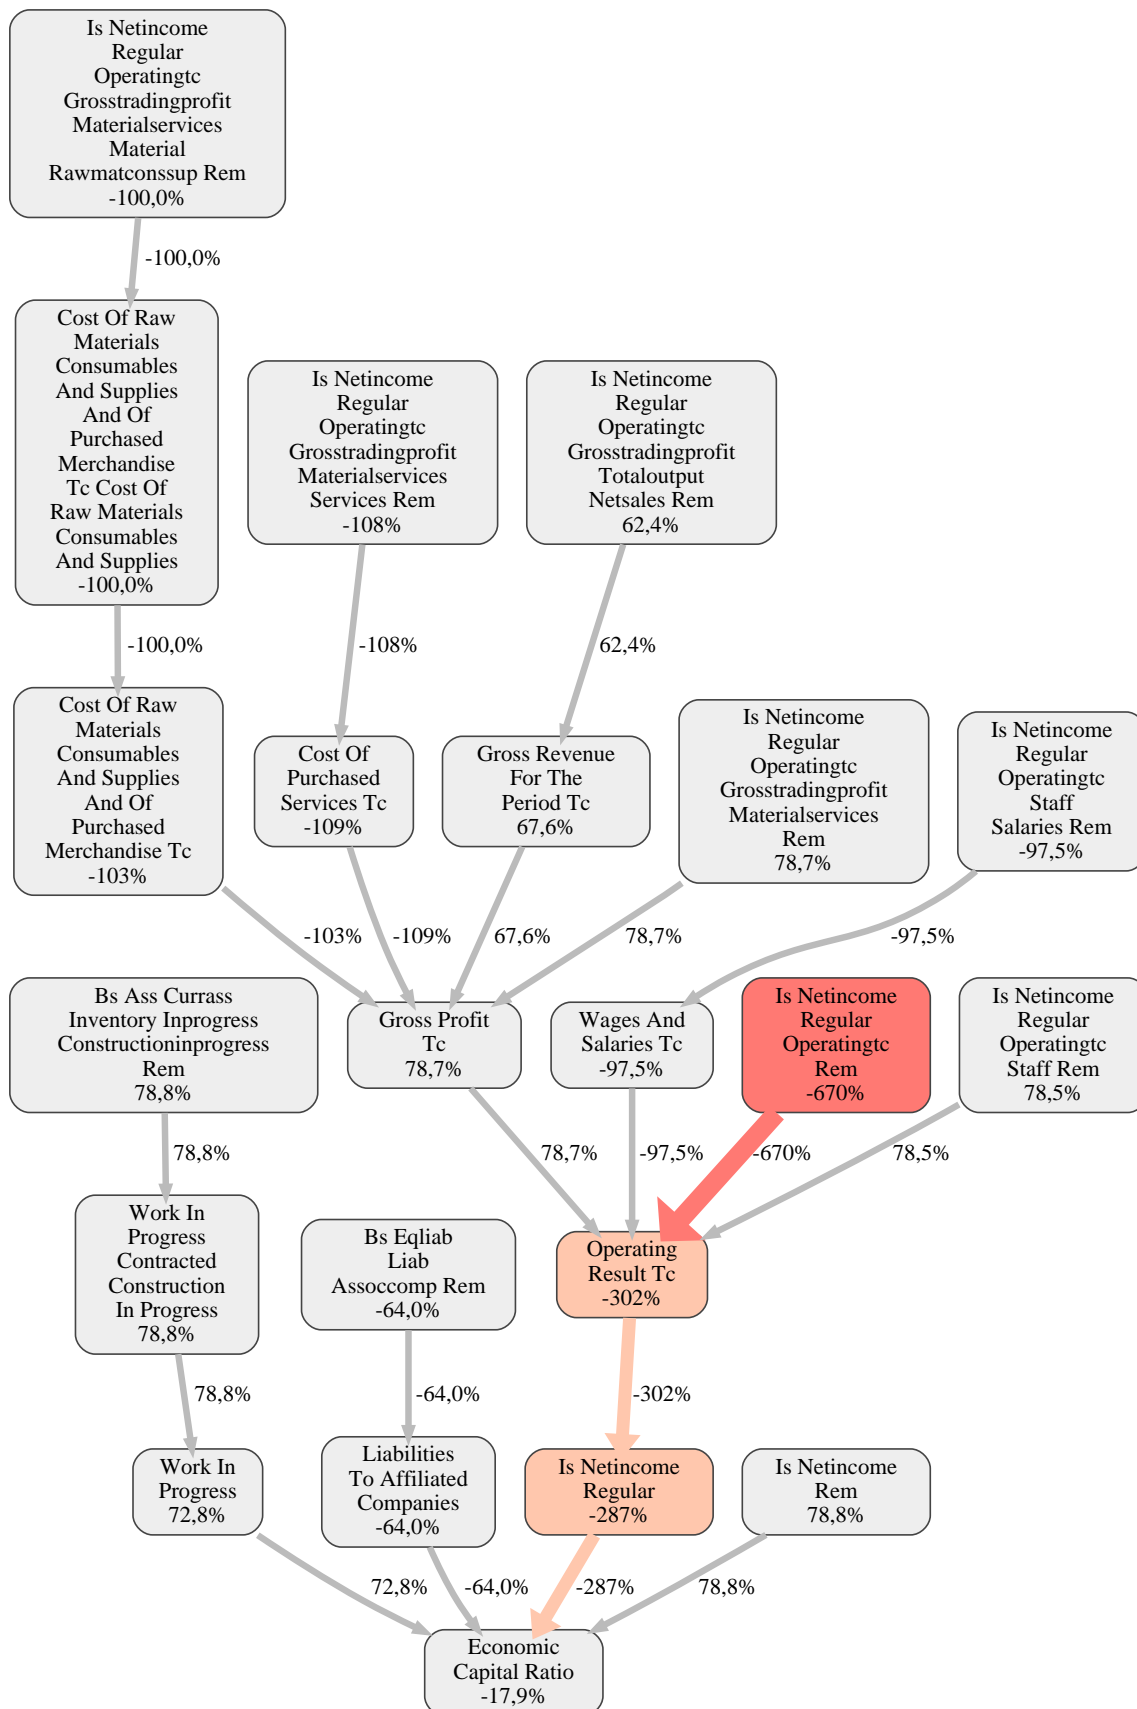 Is Netincome
Regular
Operatingtc
Grosstradingprofit
Materialservices
Material
Rawmatconssup Rem
-100,0%
-100,0%
Cost Of Raw
Materials
Consumables
And Supplies
And Of
Purchased
Merchandise
Tc Cost Of
Raw Materials
Consumables
And Supplies
-100,0%
Is Netincome
Regular
Operatingtc
Grosstradingprofit
Materialservices
Services Rem
-108%
Is Netincome
Regular
Operatingtc
Grosstradingprofit
Totaloutput
Netsales Rem
62,4%
-100,0%
-108%
62,4%
Cost Of Raw
Materials
Consumables
And Supplies
And Of
Purchased
Merchandise Tc
-103%
Cost Of
Purchased
Services Tc
-109%
Gross Revenue
For The
Period Tc
67,6%
Is Netincome
Regular
Operatingtc
Grosstradingprofit
Materialservices
Rem
78,7%
Is Netincome
Regular
Operatingtc
Staff
Salaries Rem
-97,5%
-103%
-109%
67,6%
78,7%
-97,5%
Bs Ass Currass
Inventory Inprogress
Constructioninprogress
Rem
78,8%
Gross Profit
Tc
78,7%
Wages And
Salaries Tc
-97,5%
Is Netincome
Regular
Operatingtc
Rem
-670%
Is Netincome
Regular
Operatingtc
Staff Rem
78,5%
78,8%
78,7%
-97,5%
-670%
78,5%
Work In
Progress
Contracted
Construction
In Progress
78,8%
Bs Eqliab
Liab
Assoccomp Rem
-64,0%
Operating
Result Tc
-302%
78,8%
-64,0%
-302%
Work In
Progress
72,8%
Liabilities
To Affiliated
Companies
-64,0%
Is Netincome
Regular
-287%
Is Netincome
Rem
78,8%
72,8%
-64,0%
-287%
78,8%
Economic
Capital Ratio
-17,9%